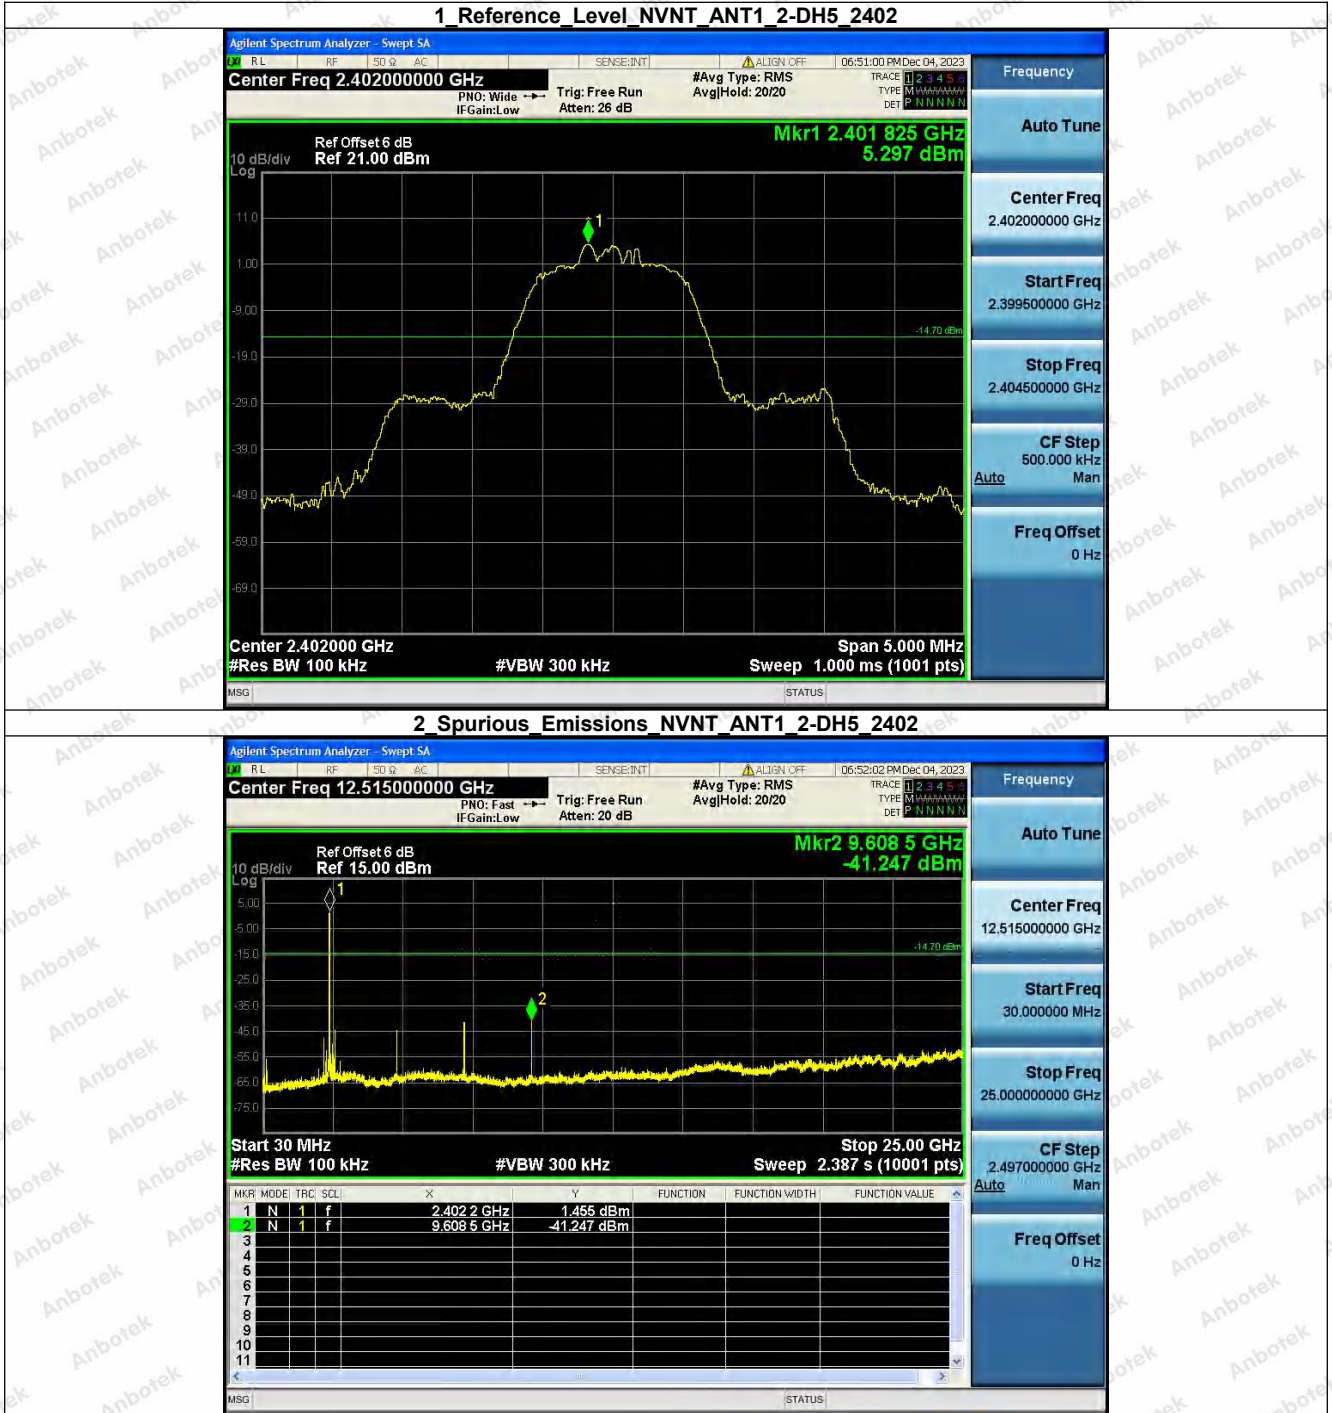 1_Reference_Level_NVNT_ANT1_2-DH5_2402
Agilent Spectrum Analyzer - Swept SA
LXI RL RF 50 Ω AC SENSE:INT ALIGN OFF 06:51:00 PM Dec 04, 2023
Center Freq 2.402000000 GHz
PNO: Wide
IFGain:Low
Trig: Free Run
Atten: 26 dB
#Avg Type: RMS
Avg|Hold: 20/20
TRACE 1 2 3 4 5 6
TYPE M
DET P N N N N N
Ref Offset 6 dB
10 dB/div Ref 21.00 dBm
Log
Mkr1 2.401 825 GHz
5.297 dBm
1
11.0
1.00
-9.00
-14.70 dBm
-19.0
-29.0
-39.0
-49.0
-59.0
-69.0
Center 2.402000 GHz Span 5.000 MHz
#Res BW 100 kHz #VBW 300 kHz Sweep 1.000 ms (1001 pts)
MSG STATUS
Frequency
Auto Tune
Center Freq
2.402000000 GHz
Start Freq
2.399500000 GHz
Stop Freq
2.404500000 GHz
CF Step
500.000 kHz
Auto Man
Freq Offset
0 Hz
2_Spurious_Emissions_NVNT_ANT1_2-DH5_2402
Agilent Spectrum Analyzer - Swept SA
LXI RL RF 50 Ω AC SENSE:INT ALIGN OFF 06:52:02 PM Dec 04, 2023
Center Freq 12.515000000 GHz
PNO: Fast
IFGain:Low
Trig: Free Run
Atten: 20 dB
#Avg Type: RMS
Avg|Hold: 20/20
TRACE 1 2 3 4 5 6
TYPE M
DET P N N N N N
Ref Offset 6 dB
10 dB/div Ref 15.00 dBm
Log
Mkr2 9.608 5 GHz
-41.247 dBm
1
5.00
-5.00
-14.70 dBm
-15.0
-25.0
2
-35.0
-45.0
-55.0
-65.0
-75.0
Start 30 MHz Stop 25.00 GHz
#Res BW 100 kHz #VBW 300 kHz Sweep 2.387 s (10001 pts)
MKR MODE TRC SCL X Y FUNCTION FUNCTION WIDTH FUNCTION VALUE
1 N 1 f 2.402 2 GHz 1.455 dBm
2 N 1 f 9.608 5 GHz -41.247 dBm
3
4
5
6
7
8
9
10
11
MSG STATUS
Frequency
Auto Tune
Center Freq
12.515000000 GHz
Start Freq
30.000000 MHz
Stop Freq
25.000000000 GHz
CF Step
2.497000000 GHz
Auto Man
Freq Offset
0 Hz